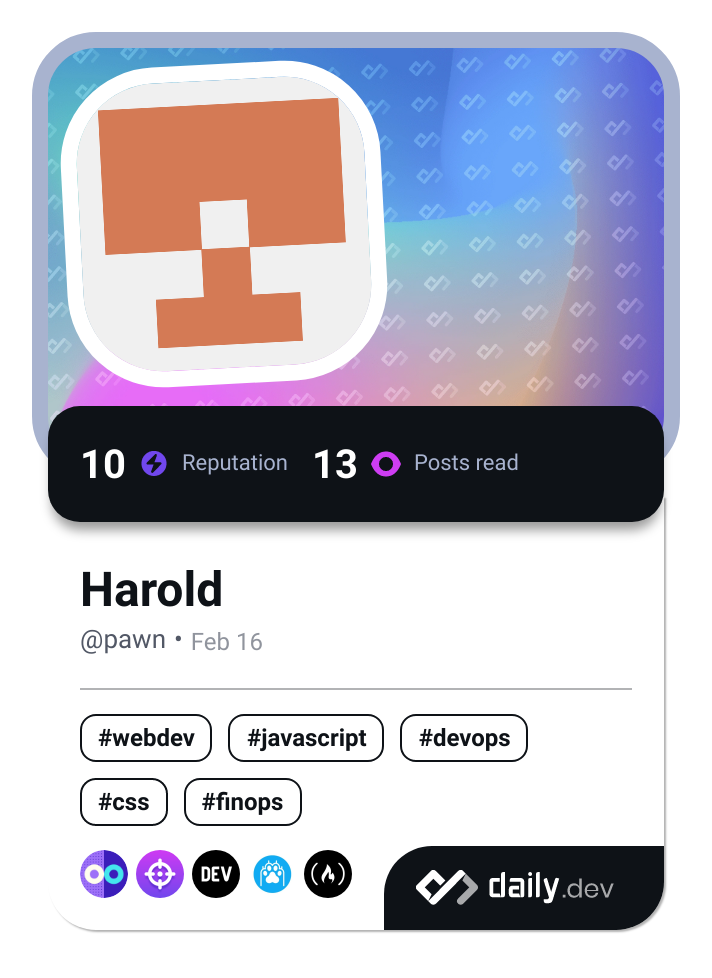 10 Reputation 13 Posts read
Harold
@pawn • Feb 16
#webdev #javascript #devops
#css #finops
DEV
daily.dev